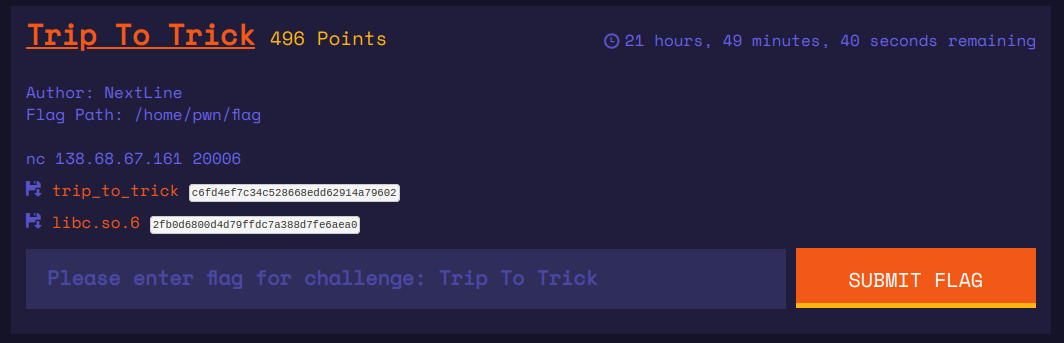 Trip To Trick 496 Points 21 hours, 49 minutes, 40 seconds remaining
Author: NextLine
Flag Path: /home/pwn/flag
nc 138.68.67.161 20006
trip_to_trick c6fd4ef7c34c528668edd62914a79602
libc.so.6 2fb0d6800d4d79ffdc7a388d7fe6aea0
Please enter flag for challenge: Trip To Trick SUBMIT FLAG